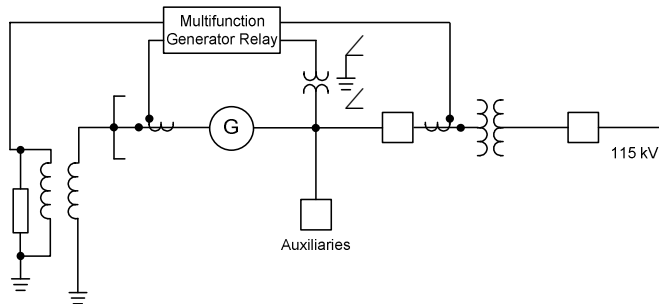 Multifunction
Generator Relay
G
115 kV
Auxiliaries